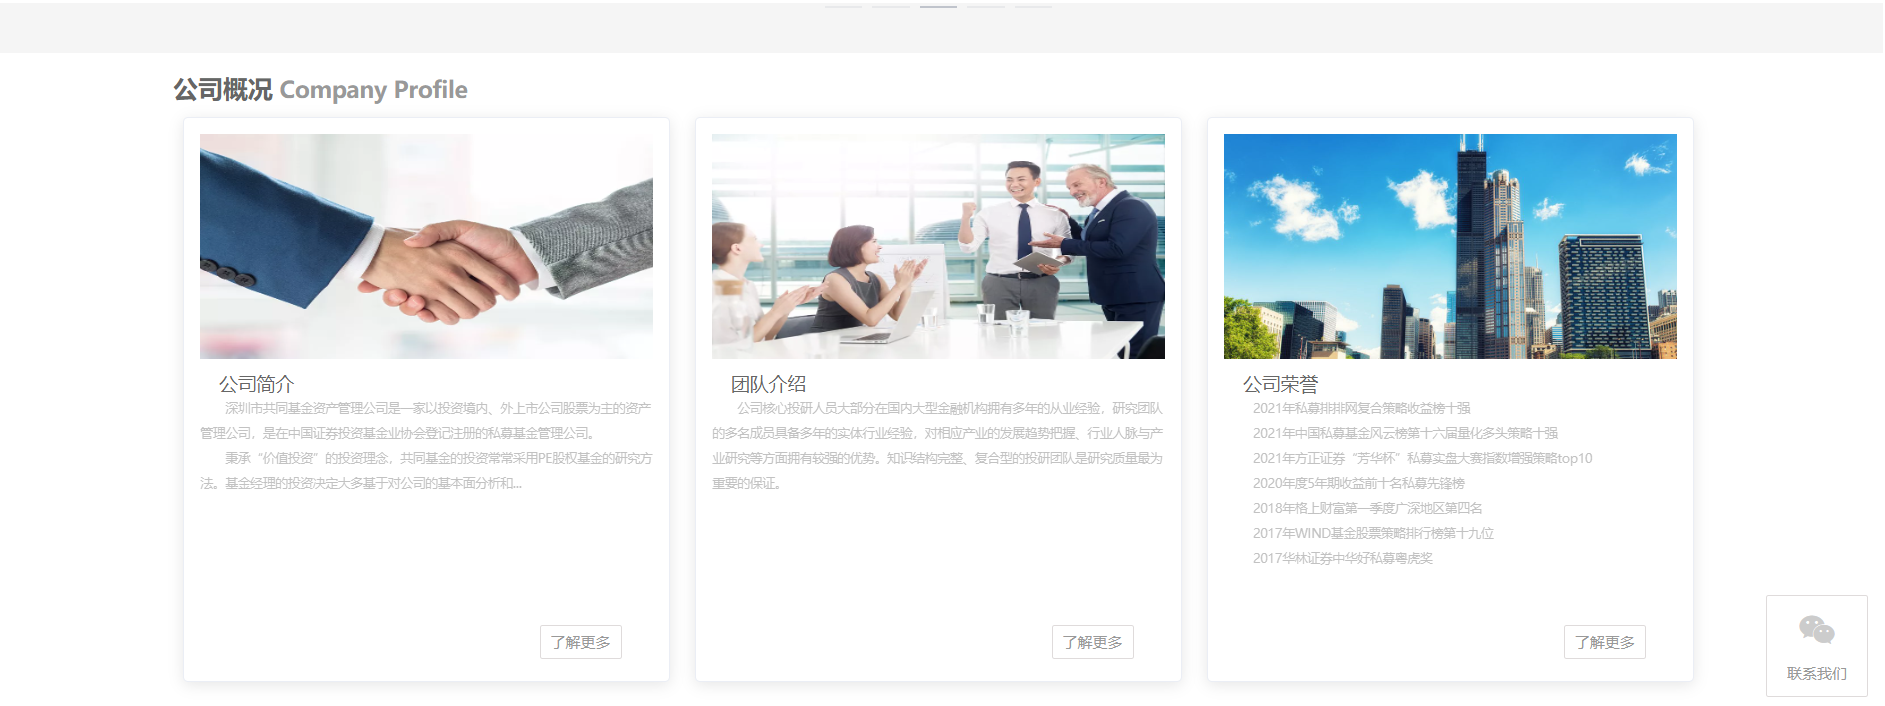 公司概况 Company Profile
公司简介
深圳市共同基金资产管理公司是一家以投资境内、外上市公司股票为主的资产
管理公司，是在中国证券投资基金业协会登记注册的私募基金管理公司。
秉承“价值投资”的投资理念，共同基金的投资常常采用PE股权基金的研究方
法。基金经理的投资决定大多基于对公司的基本面分析和...
了解更多
团队介绍
公司核心投研人员大部分在国内大型金融机构拥有多年的从业经验，研究团队
的多名成员具备多年的实体行业经验，对相应产业的发展趋势把握、行业人脉与产
业研究等方面拥有较强的优势。知识结构完整、复合型的投研团队是研究质量最为
重要的保证。
了解更多
公司荣誉
2021年私募排排网复合策略收益榜十强
2021年中国私募基金风云榜第十六届量化多头策略十强
2021年方正证券“芳华杯”私募实盘大赛指数增强策略top10
2020年度5年期收益前十名私募先锋榜
2018年格上财富第一季度广深地区第四名
2017年WIND基金股票策略排行榜第十九位
2017华林证券中华好私募粤虎奖
了解更多
联系我们